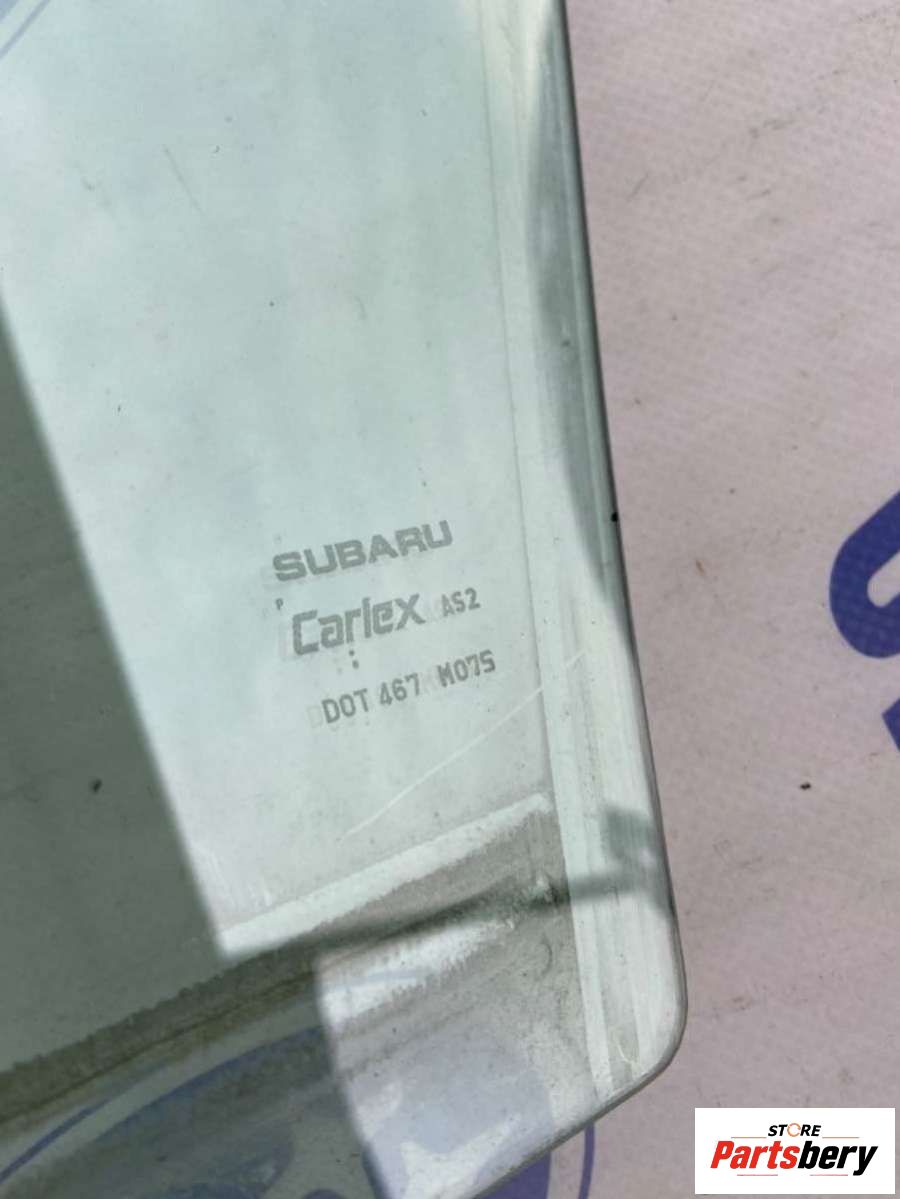 SUBARU
P
Carlex AS2
DOT 467 M075
STORE
Partsbery